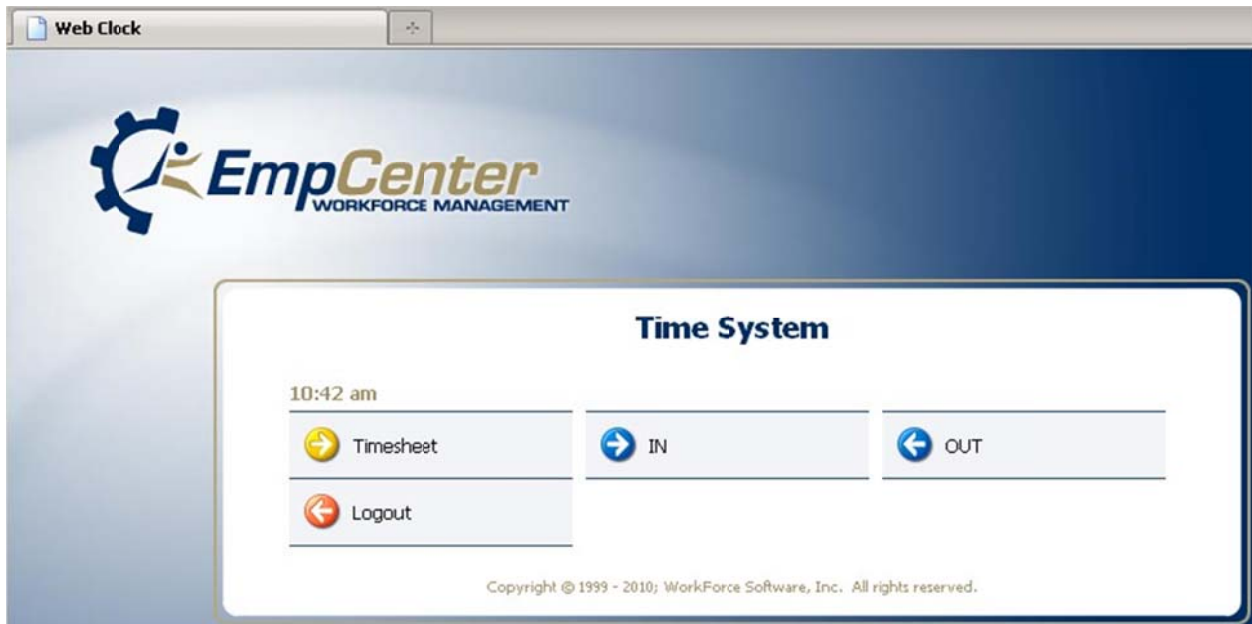 Web Clock
EmpCenter
WORKFORCE MANAGEMENT
Time System
10:42 am
Timesheet
IN
OUT
Logout
Copyright © 1999 - 2010; WorkForce Software, Inc. All rights reserved.